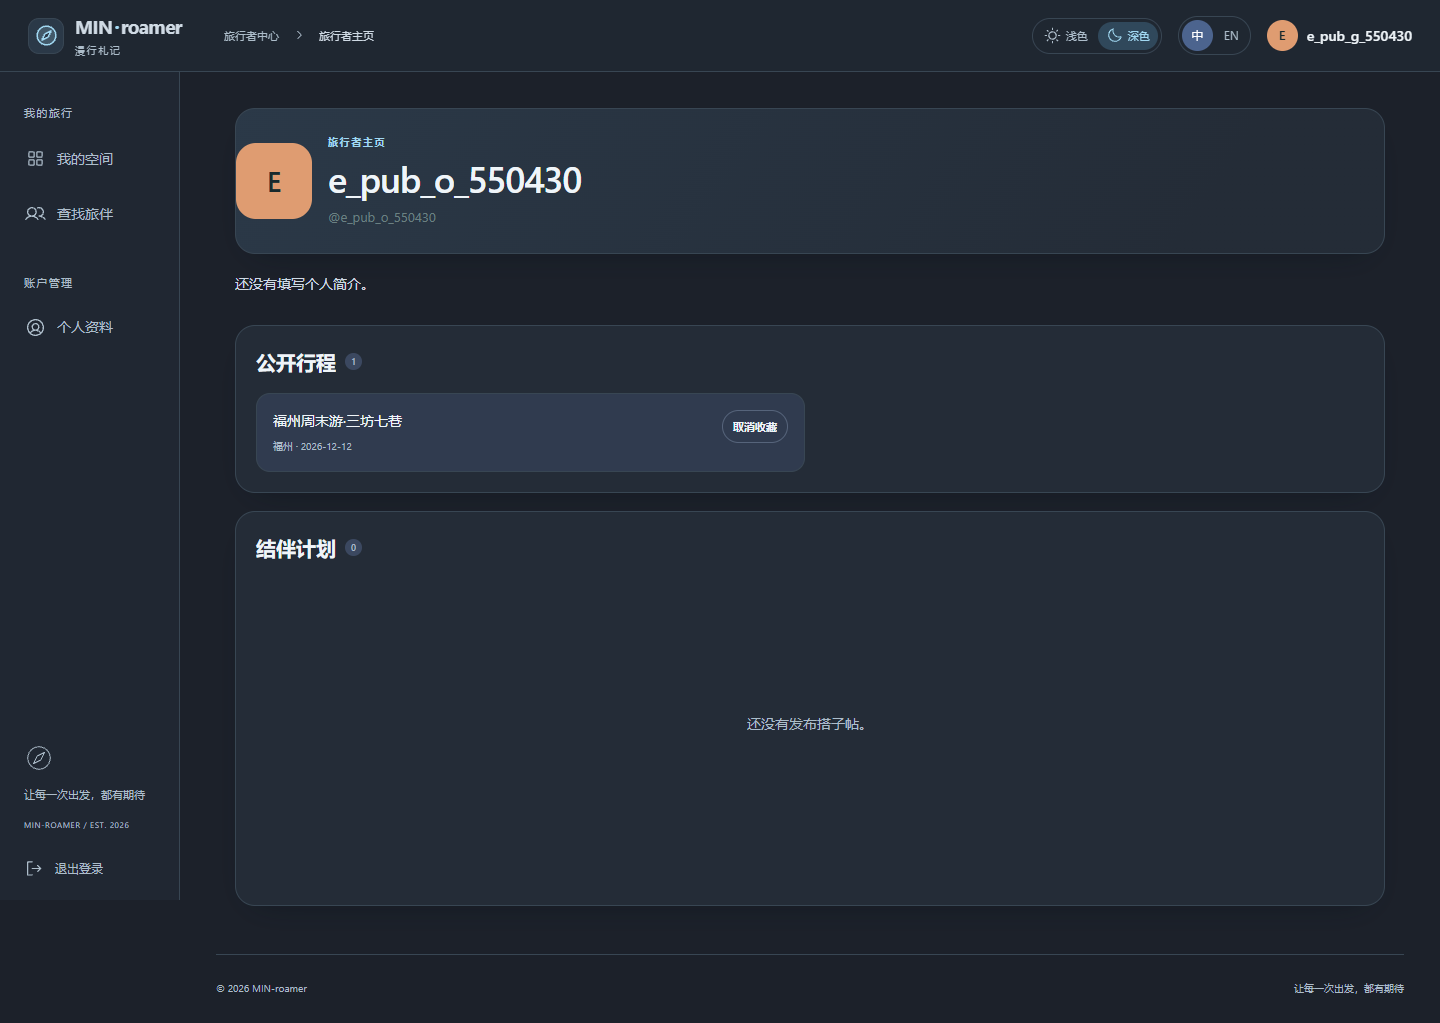 MIN·roamer
漫行札记
旅行者中心
旅行者主页
浅色
深色
中
EN
E
e_pub_g_550430
我的旅行
我的空间
查找旅伴
账户管理
个人资料
让每一次出发，都有期待
MIN-ROAMER / EST. 2026
退出登录
旅行者主页
E
e_pub_o_550430
@e_pub_o_550430
还没有填写个人简介。
公开行程 1
福州周末游·三坊七巷
福州 · 2026-12-12
取消收藏
结伴计划 0
还没有发布搭子帖。
© 2026 MIN-roamer
让每一次出发，都有期待